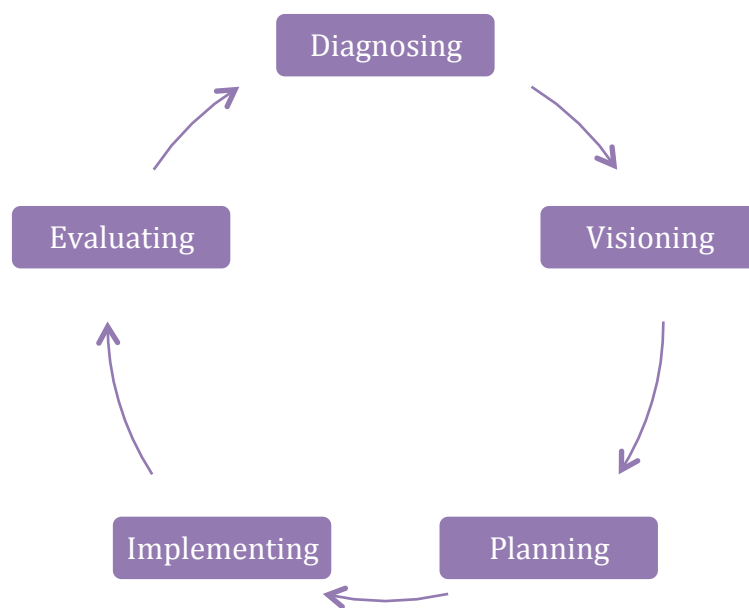 Diagnosing
Visioning
Planning
Implementing
Evaluating